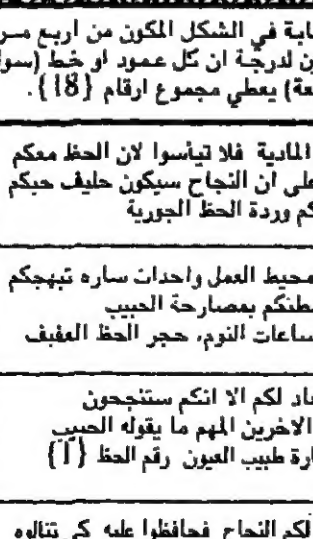 ابة في الشكل المكون من اربع
ن لدرجة ان كل عمود او خط (سوا
عة) يعطي مجموع ارقام {18}.
المادية فلا تيأسوا لان الحظ معكم
على ان النجاح سيكون حليف حبكم
كم وردة الحظ الجورية
محيط العمل واحداث ساره تبهجكم
طنكم بمصارحة الحبيب
ساعات النوم، حجر الحظ العقيق
عاد لكم الا انكم ستنجحون
الاخرين المهم ما يقوله الحبيب
ارة طبيب العيون رقم الحظ {1}
لكم النجاح فحافظوا عليه كي تنالوه